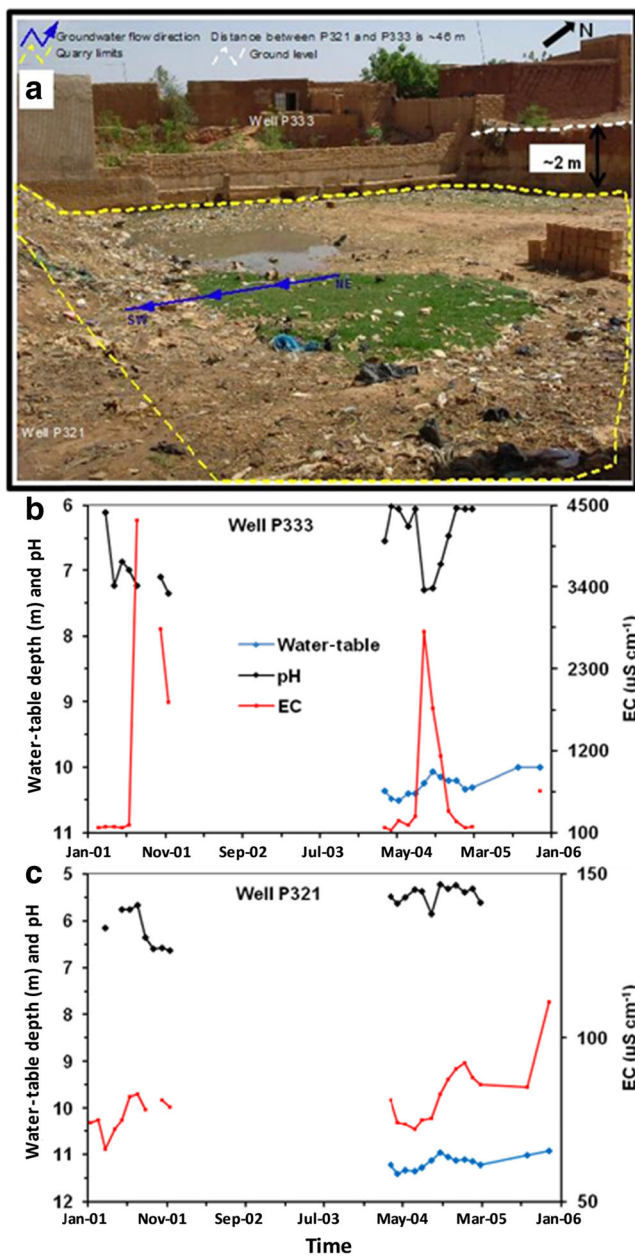 Groundwater flow direction Distance between P321 and P333 is ~46 m
Quarry limits Ground level
N
a
Well P333
~2 m
NE
SW
Well P321
b
Well P333
Water-table
pH
EC
Water-table depth (m) and pH
6
7
8
9
10
11
EC (µS cm⁻¹)
4500
3400
2300
1200
100
Jan-01 Nov-01 Sep-02 Jul-03 May-04 Mar-05 Jan-06
c
Well P321
Water-table depth (m) and pH
5
6
7
8
9
10
11
12
EC (µS cm⁻¹)
150
100
50
Jan-01 Nov-01 Sep-02 Jul-03 May-04 Mar-05 Jan-06
Time